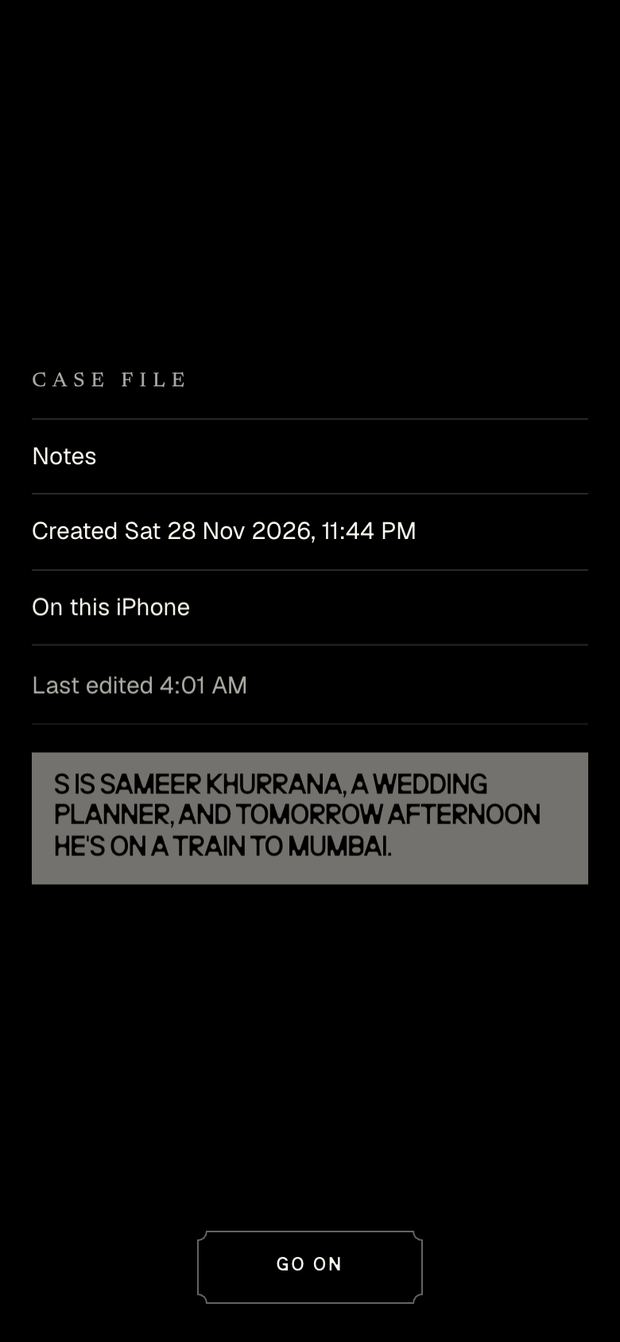 CASE FILE
Notes
Created Sat 28 Nov 2026, 11:44 PM
On this iPhone
Last edited 4:01 AM
S IS SAMEER KHURRANA, A WEDDING
PLANNER, AND TOMORROW AFTERNOON
HE'S ON A TRAIN TO MUMBAI.
GO ON